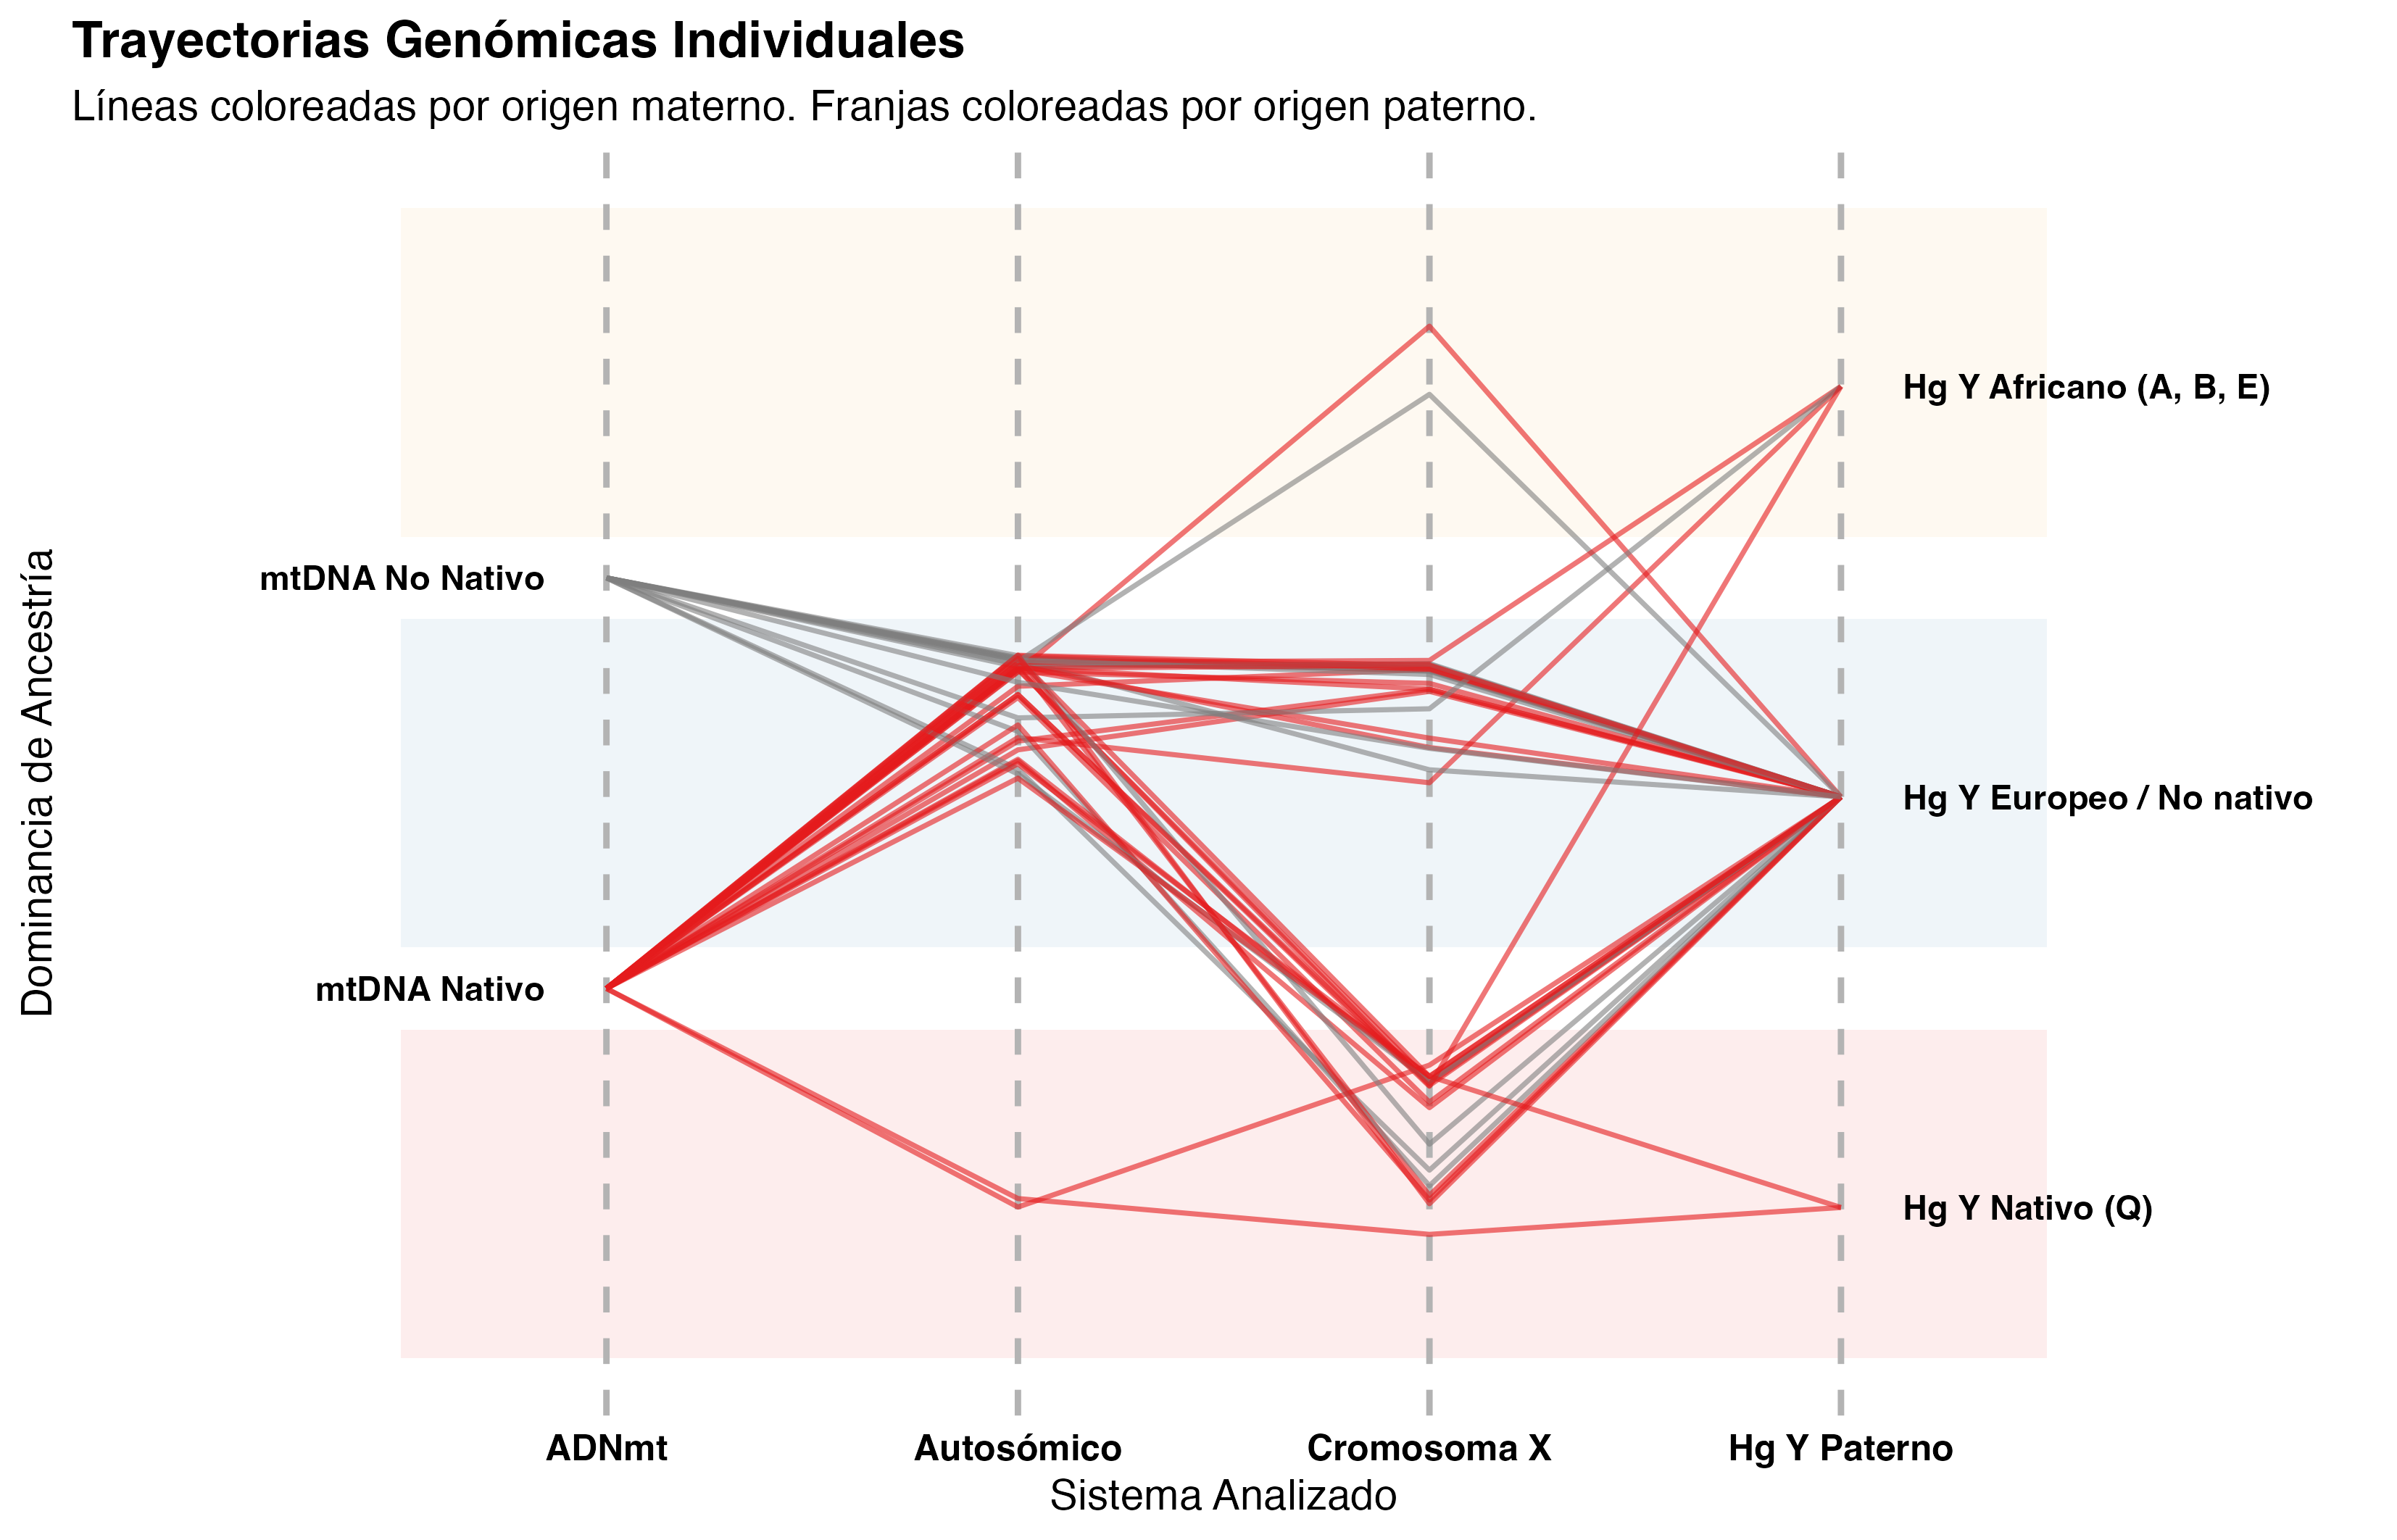 Trayectorias Genómicas Individuales
Líneas coloreadas por origen materno. Franjas coloreadas por origen paterno.
Dominancia de Ancestría
Hg Y Africano (A, B, E)
mtDNA No Nativo
Hg Y Europeo / No nativo
mtDNA Nativo
Hg Y Nativo (Q)
ADNmt
Autosómico
Cromosoma X
Hg Y Paterno
Sistema Analizado